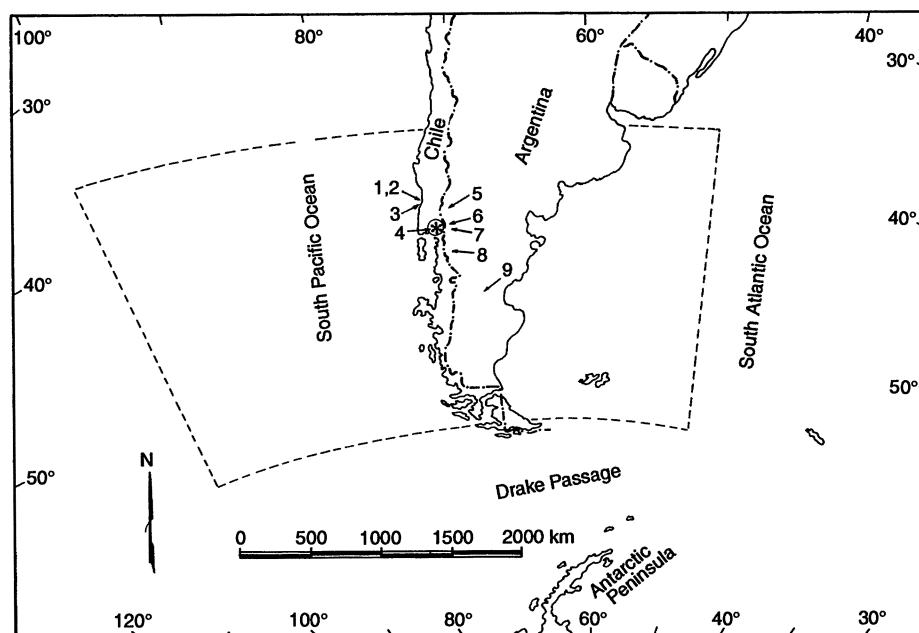 100°
80°
60°
40°
30°
30°
Chile
Argentina
1,2
3
4
5
6
7
8
9
40°
40°
South Pacific Ocean
South Atlantic Ocean
50°
50°
N
Drake Passage
0 500 1000 1500 2000 km
Antarctic
Peninsula
120°
100°
80°
60°
30°